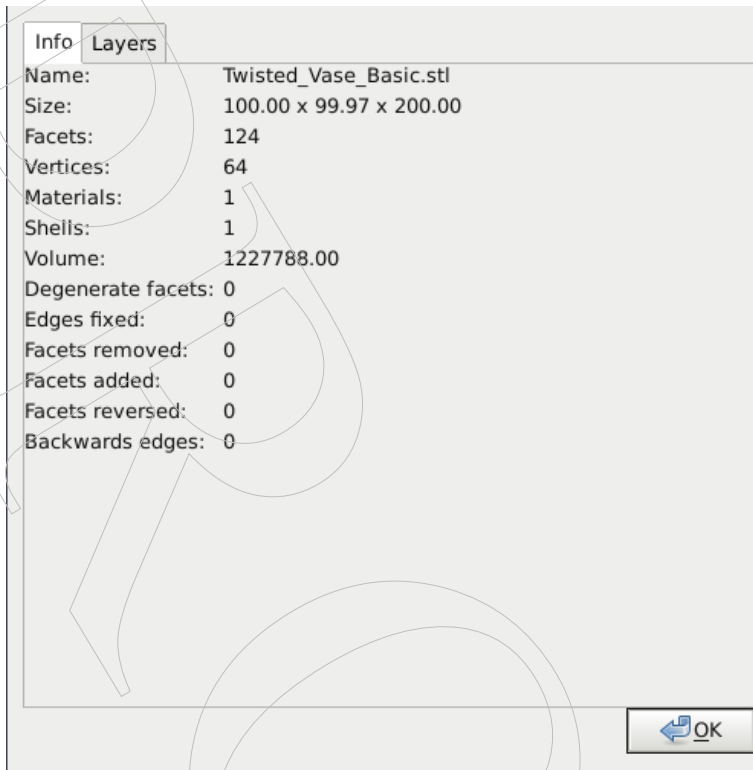 Info Layers
Name: Twisted_Vase_Basic.stl
Size: 100.00 x 99.97 x 200.00
Facets: 124
Vertices: 64
Materials: 1
Shells: 1
Volume: 1227788.00
Degenerate facets: 0
Edges fixed: 0
Facets removed: 0
Facets added: 0
Facets reversed: 0
Backwards edges: 0
OK